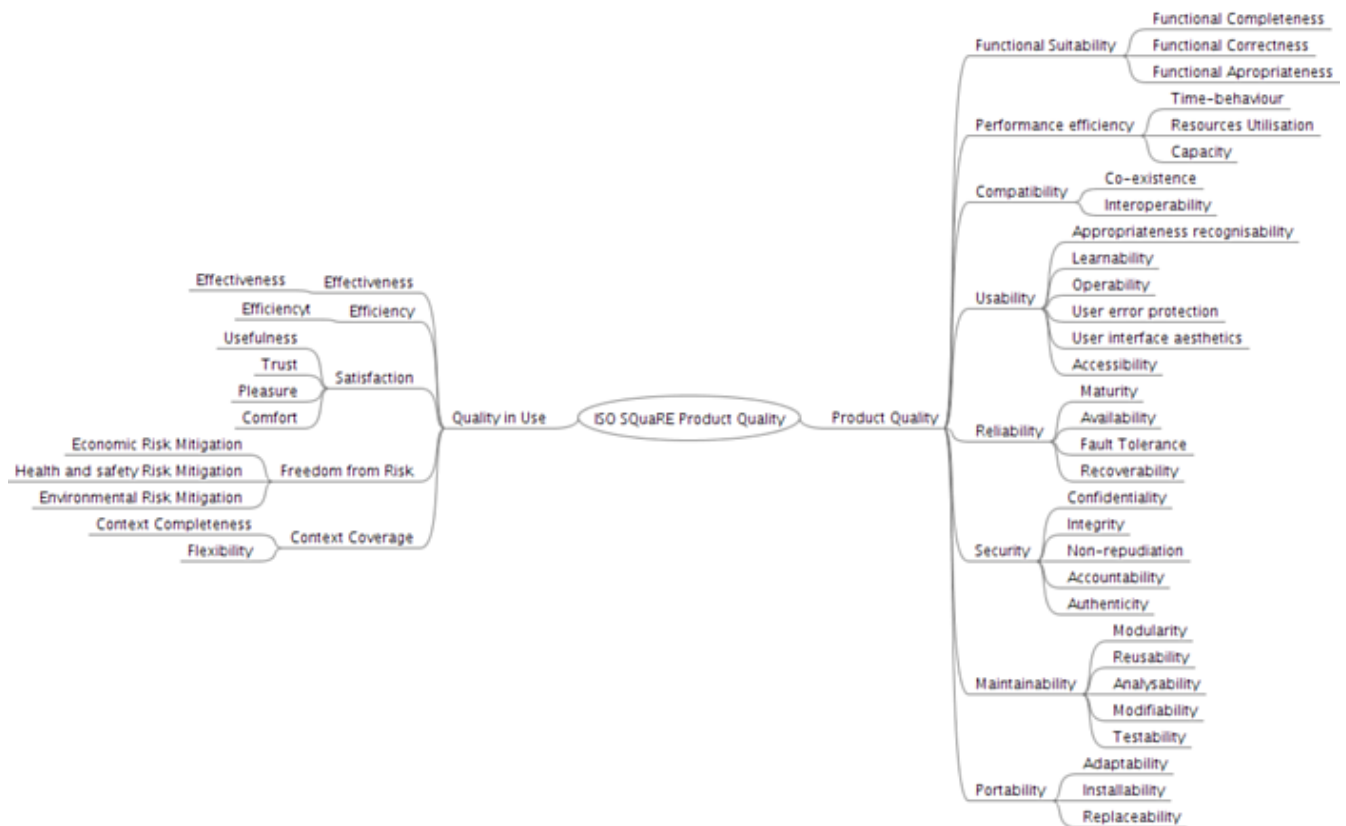 Functional Completeness
Functional Suitability
Functional Correctness
Functional Apropriateness
Time-behaviour
Performance efficiency
Resources Utilisation
Capacity
Co-existence
Compatibility
Interoperability
Appropriateness recognisability
Learnability
Operability
Usability
User error protection
User interface aesthetics
Accessibility
Maturity
Availability
Reliability
Fault Tolerance
Recoverability
Confidentiality
Integrity
Security
Non-repudiation
Accountability
Authenticity
Modularity
Reusability
Maintainability
Analysability
Modifiability
Testability
Adaptability
Portability
Installability
Replaceability
Product Quality
ISO SQuaRE Product Quality
Quality in Use
Effectiveness
Effectiveness
Efficiency
Efficiencyt
Satisfaction
Usefulness
Trust
Pleasure
Comfort
Freedom from Risk
Economic Risk Mitigation
Health and safety Risk Mitigation
Environmental Risk Mitigation
Context Coverage
Context Completeness
Flexibility